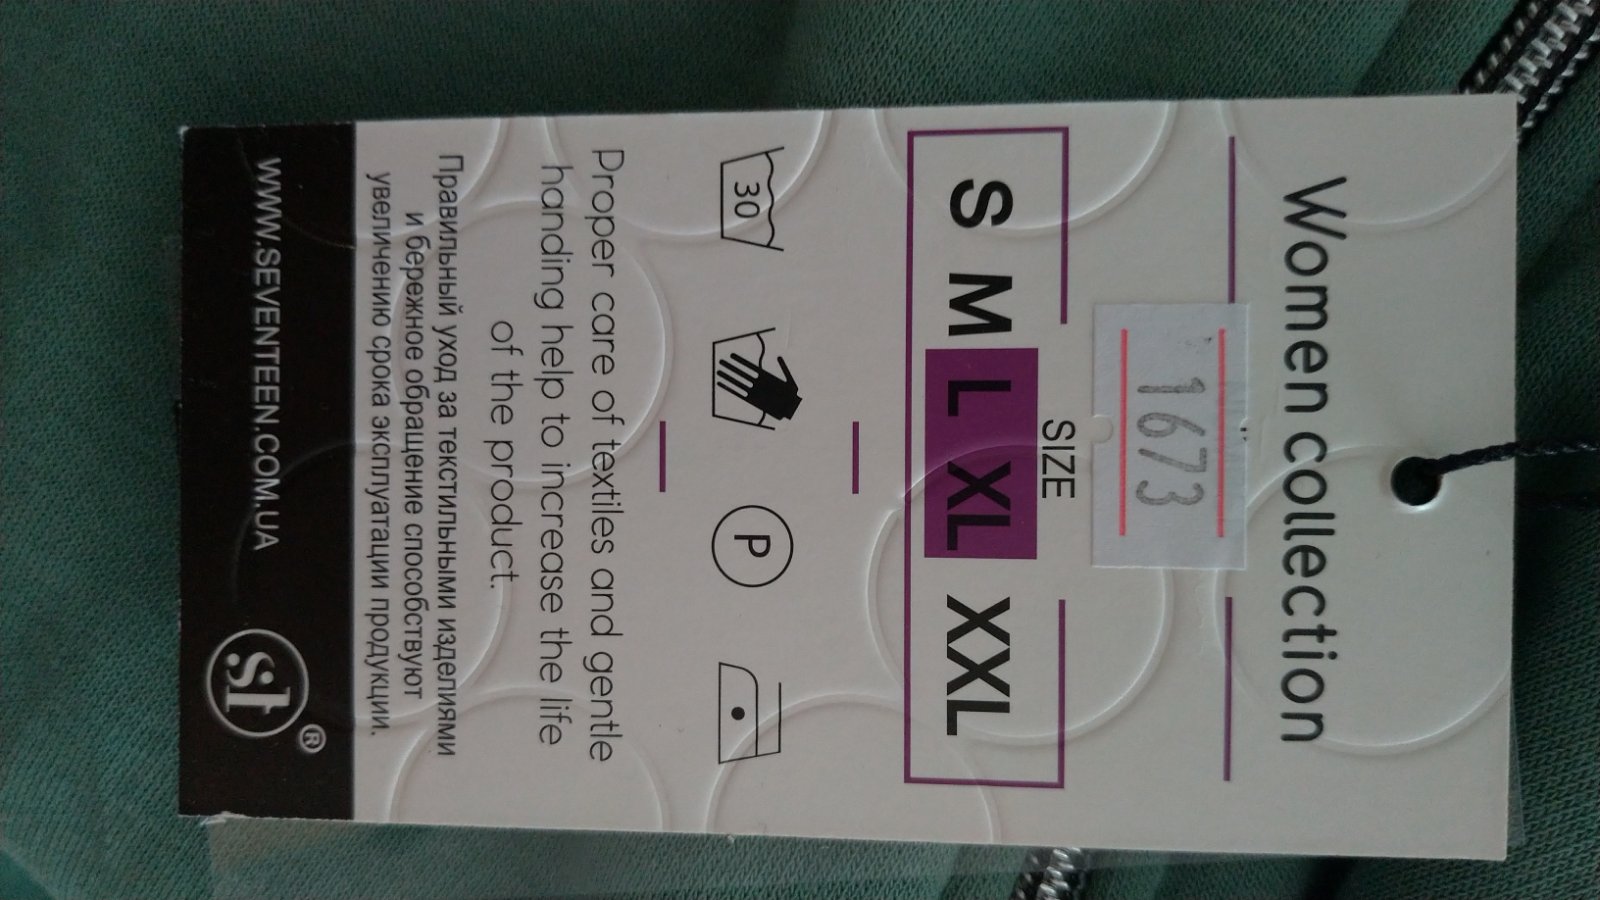 Women collection
1673
SIZE
S M L XL XXL
30
P
Proper care of textiles and gentle
handing help to increase the life
of the product.
Правильный уход за текстильными изделиями
и бережное обращение способствуют
увеличению срока эксплуатации продукции.
WWW.SEVENTEEN.COM.UA
st®